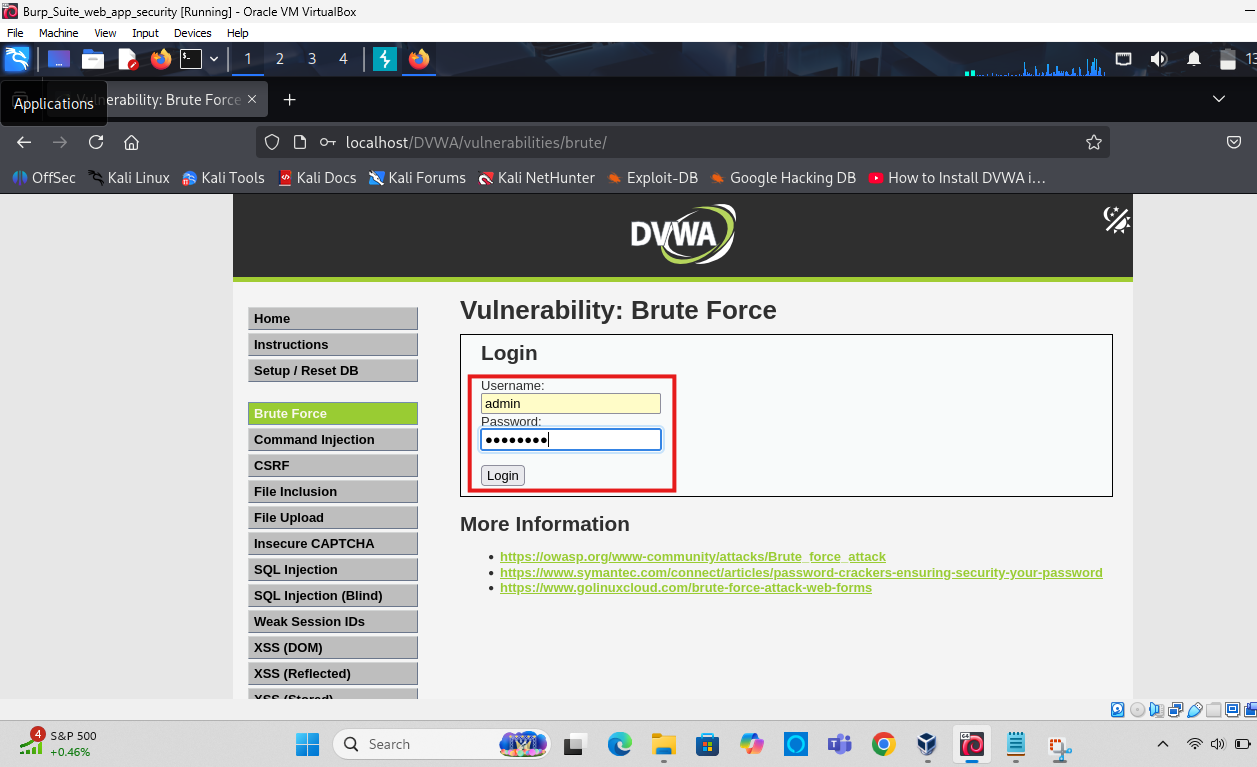 Burp_Suite_web_app_security [Running] - Oracle VM VirtualBox
File Machine View Input Devices Help
1 2 3 4
Applications
Vulnerability: Brute Force
localhost/DVWA/vulnerabilities/brute/
OffSec Kali Linux Kali Tools Kali Docs Kali Forums Kali NetHunter Exploit-DB Google Hacking DB How to Install DVWA i…
DVWA
Home
Instructions
Setup / Reset DB
Brute Force
Command Injection
CSRF
File Inclusion
File Upload
Insecure CAPTCHA
SQL Injection
SQL Injection (Blind)
Weak Session IDs
XSS (DOM)
XSS (Reflected)
XSS (Stored)
Vulnerability: Brute Force
Login
Username:
admin
Password:
••••••••
Login
More Information
• https://owasp.org/www-community/attacks/Brute_force_attack
• https://www.symantec.com/connect/articles/password-crackers-ensuring-security-your-password
• https://www.golinuxcloud.com/brute-force-attack-web-forms
4
S&P 500
+0.46%
Search